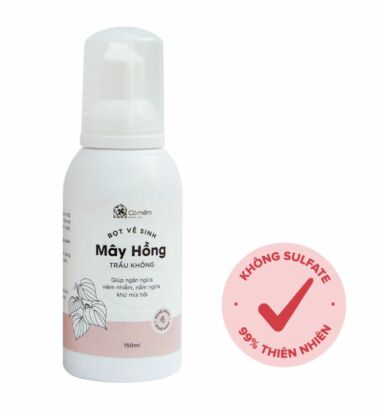 Cỏ mềm
BỌT VỆ SINH
Mây Hồng
TRẦU KHÔNG
Giúp ngăn ngừa
viêm nhiễm, nấm ngứa
khử mùi hôi
150ml
KHÔNG SULFATE
99% THIÊN NHIÊN